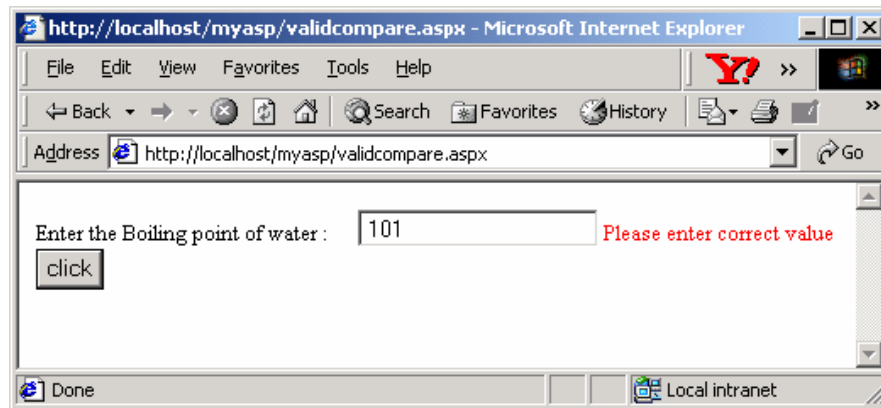 http://localhost/myasp/validcompare.aspx - Microsoft Internet Explorer
File Edit View Favorites Tools Help Y! »
Back Search Favorites History »
Address http://localhost/myasp/validcompare.aspx Go
Enter the Boiling point of water : 101 Please enter correct value
click
Done Local intranet